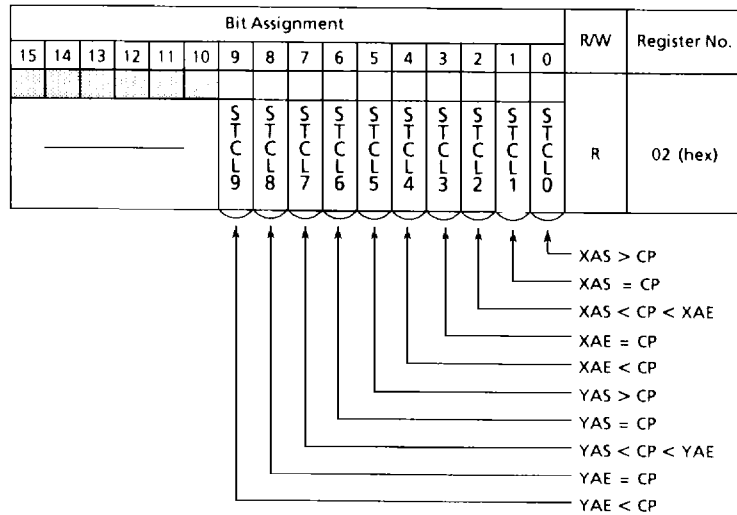 Bit Assignment R/W Register No.
15 14 13 12 11 10 9 8 7 6 5 4 3 2 1 0
STCL9 STCL8 STCL7 STCL6 STCL5 STCL4 STCL3 STCL2 STCL1 STCL0 R 02 (hex)
XAS > CP
XAS = CP
XAS < CP < XAE
XAE = CP
XAE < CP
YAS > CP
YAS = CP
YAS < CP < YAE
YAE = CP
YAE < CP